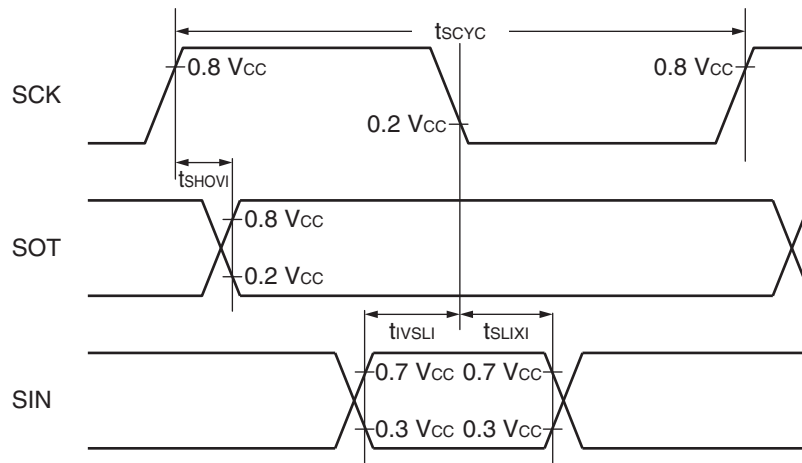 tSCYC
SCK
0.8 VCC
0.8 VCC
0.2 VCC
tSHOVI
SOT
0.8 VCC
0.2 VCC
tIVSLI
tSLIXI
SIN
0.7 VCC
0.7 VCC
0.3 VCC
0.3 VCC